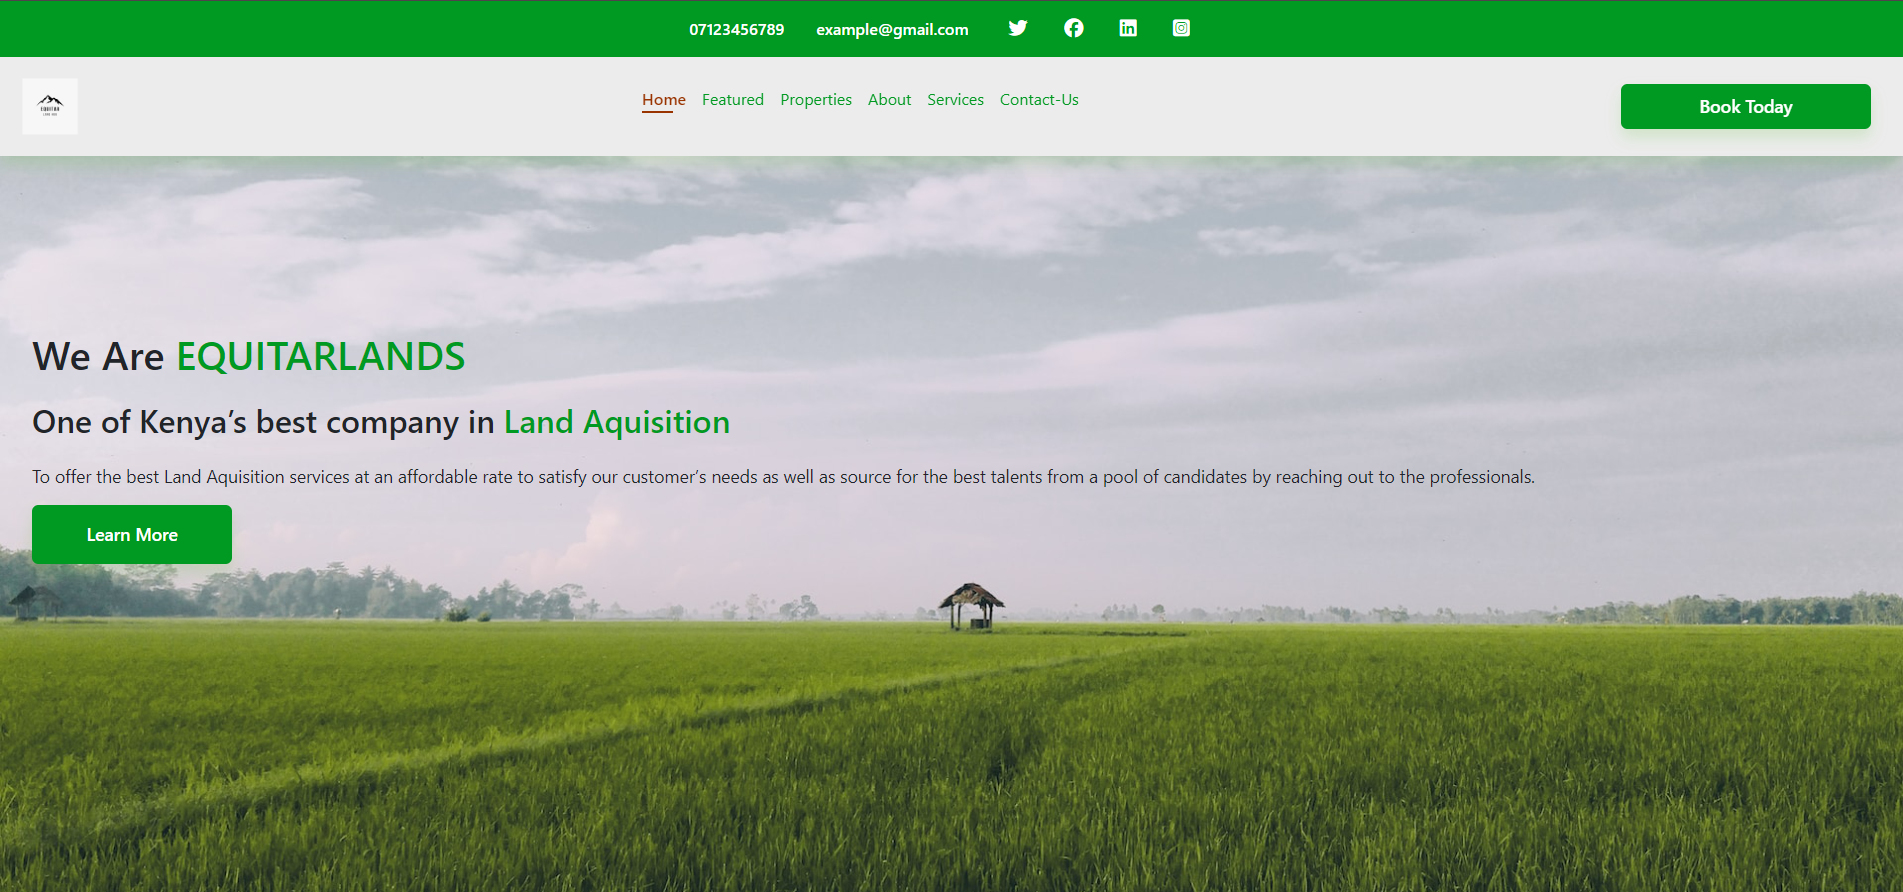 07123456789 example@gmail.com
Home Featured Properties About Services Contact-Us
Book Today
We Are EQUITARLANDS
One of Kenya’s best company in Land Aquisition
To offer the best Land Aquisition services at an affordable rate to satisfy our customer’s needs as well as source for the best talents from a pool of candidates by reaching out to the professionals.
Learn More